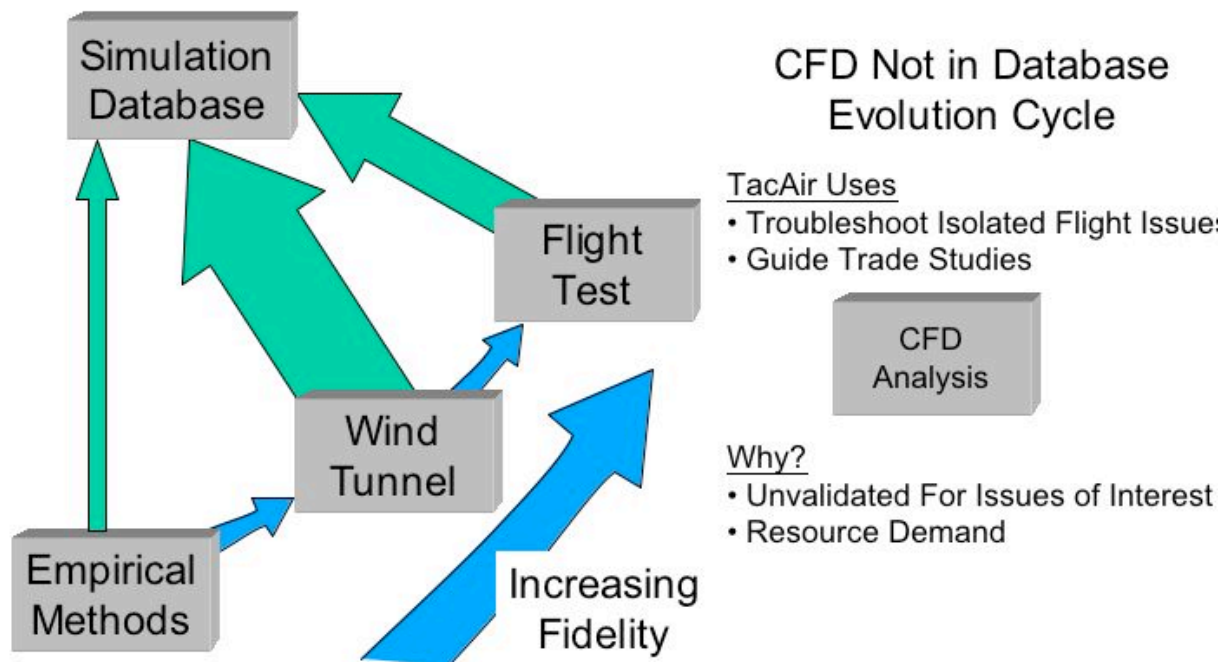 Simulation
Database
CFD Not in Database
Evolution Cycle
TacAir Uses
• Troubleshoot Isolated Flight Issues
• Guide Trade Studies
Flight
Test
CFD
Analysis
Wind
Tunnel
Why?
• Unvalidated For Issues of Interest
• Resource Demand
Empirical
Methods
Increasing
Fidelity